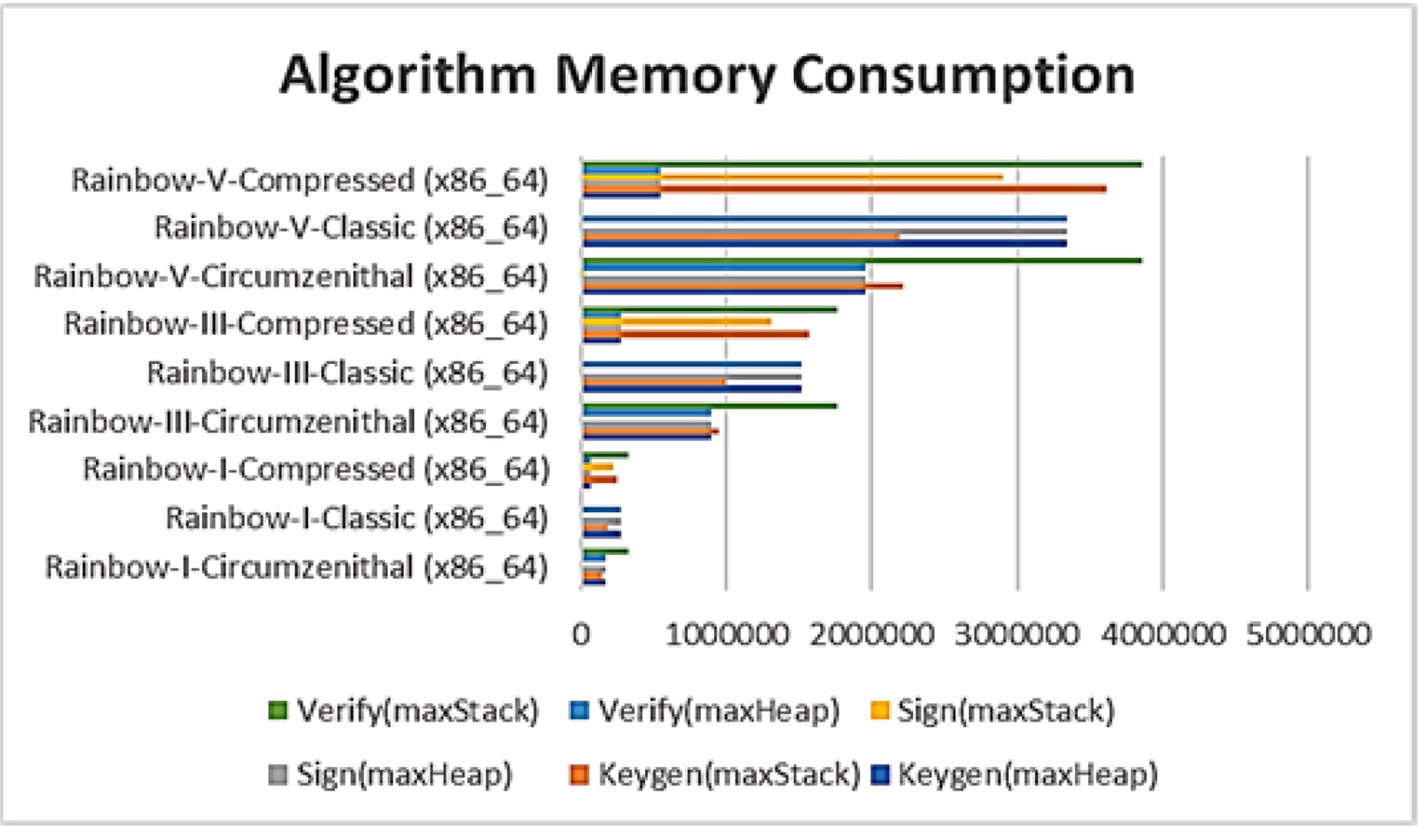 Algorithm Memory Consumption
Rainbow-V-Compressed (x86_64)
Rainbow-V-Classic (x86_64)
Rainbow-V-Circumzenithal (x86_64)
Rainbow-III-Compressed (x86_64)
Rainbow-III-Classic (x86_64)
Rainbow-III-Circumzenithal (x86_64)
Rainbow-I-Compressed (x86_64)
Rainbow-I-Classic (x86_64)
Rainbow-I-Circumzenithal (x86_64)
0 1000000 2000000 3000000 4000000 5000000
Verify(maxStack) Verify(maxHeap) Sign(maxStack)
Sign(maxHeap) Keygen(maxStack) Keygen(maxHeap)